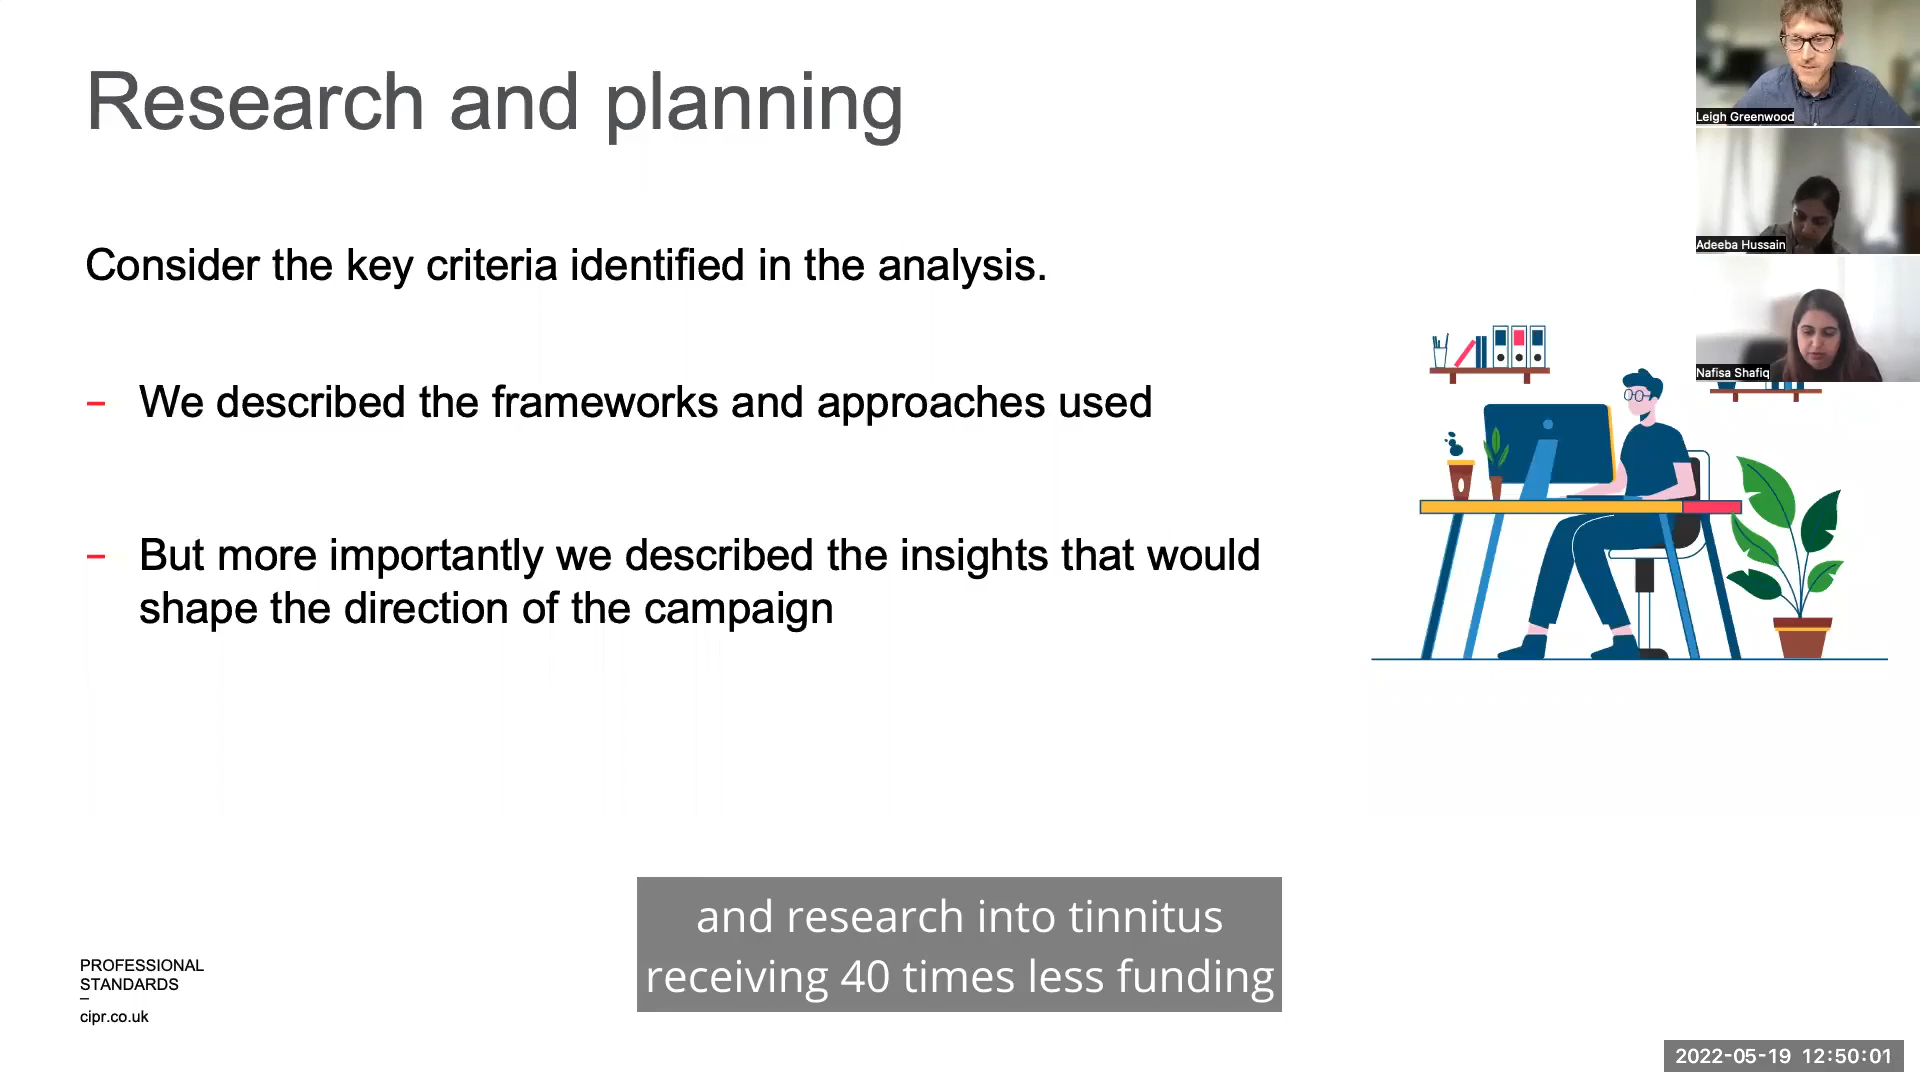 Research and planning
Leigh Greenwood
Adeeba Hussain
Nafisa Shafiq
Consider the key criteria identified in the analysis.
– We described the frameworks and approaches used
– But more importantly we described the insights that would
shape the direction of the campaign
and research into tinnitus
receiving 40 times less funding
PROFESSIONAL
STANDARDS
–
cipr.co.uk
2022-05-19 12:50:01